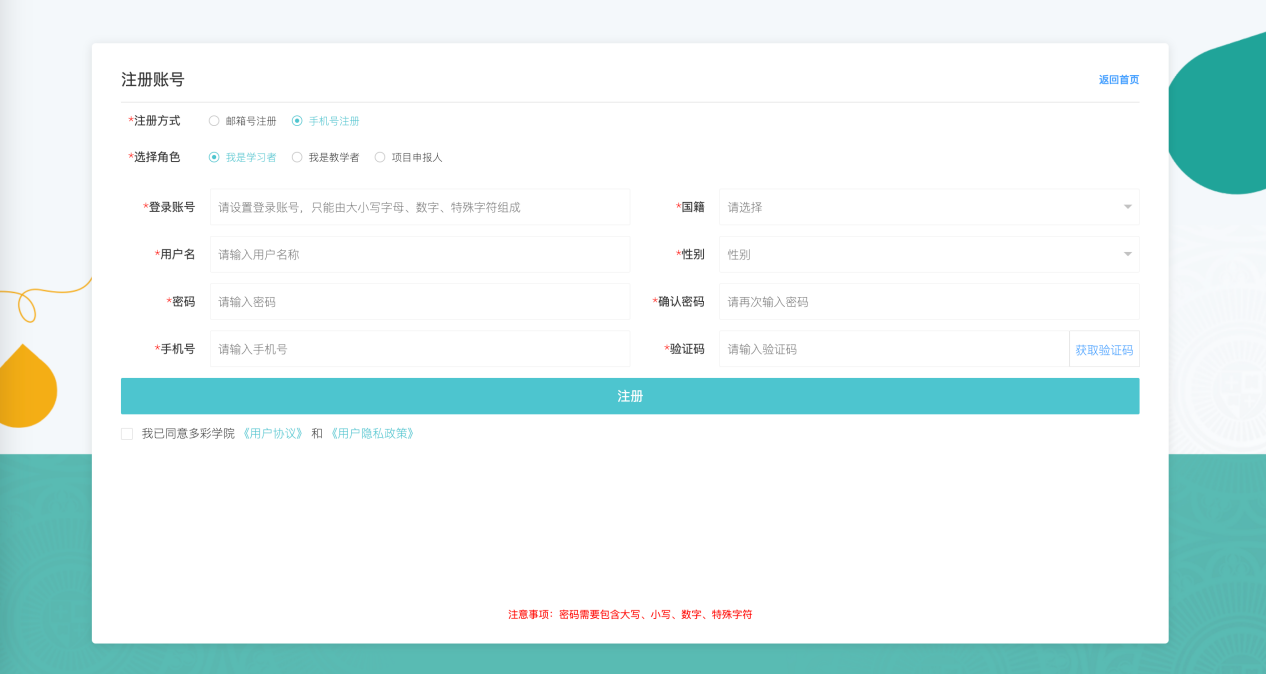 注册账号 返回首页
*注册方式 邮箱号注册 手机号注册
*选择角色 我是学习者 我是教学者 项目申报人
*登录账号 请设置登录账号，只能由大小写字母、数字、特殊字符组成 *国籍 请选择
*用户名 请输入用户名称 *性别 性别
*密码 请输入密码 *确认密码 请再次输入密码
*手机号 请输入手机号 *验证码 请输入验证码 获取验证码
注册
我已同意多彩学院 《用户协议》 和 《用户隐私政策》
注意事项：密码需要包含大写、小写、数字、特殊字符